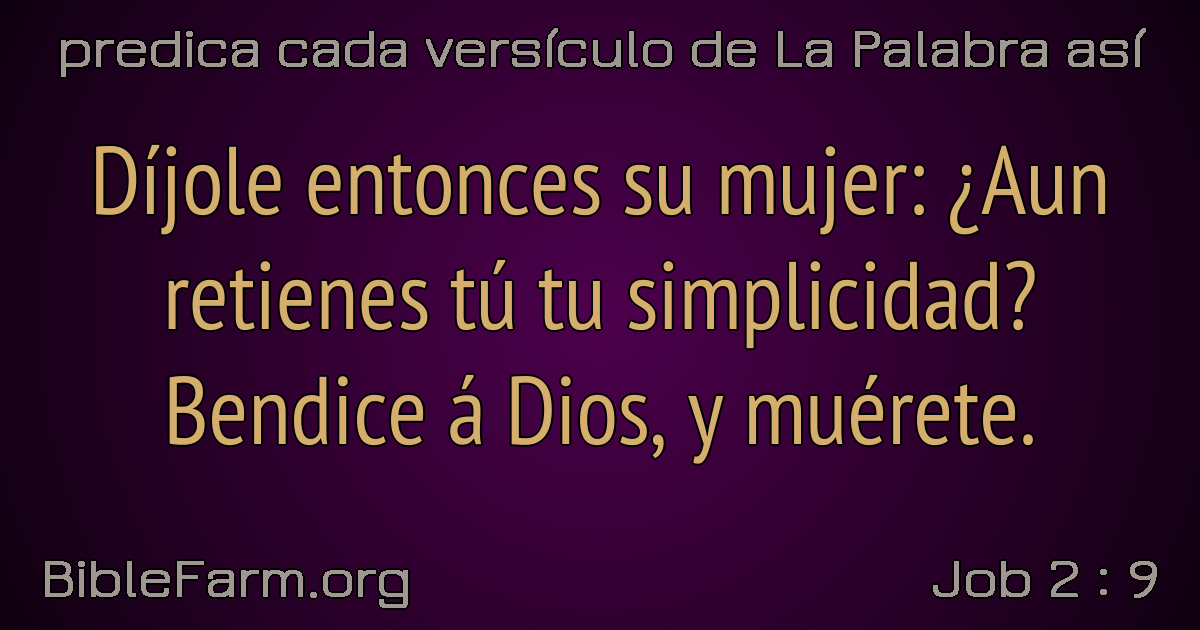 predica cada versículo de La Palabra así
Díjole entonces su mujer: ¿Aun
retienes tú tu simplicidad?
Bendice á Dios, y muérete.
BibleFarm.org
Job 2 : 9